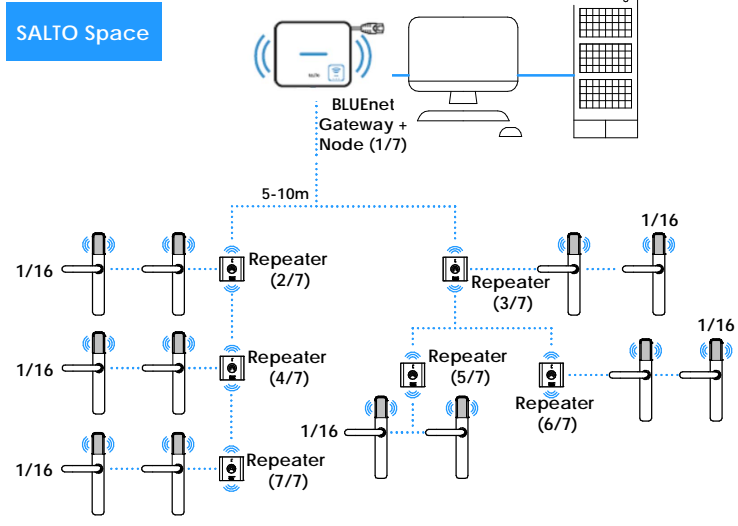 SALTO Space
BLUEnet
Gateway +
Node (1/7)
5-10m
1/16
1/16
Repeater
(2/7)
Repeater
(3/7)
1/16
1/16
Repeater
(4/7)
Repeater
(5/7)
Repeater
(6/7)
1/16
1/16
Repeater
(7/7)